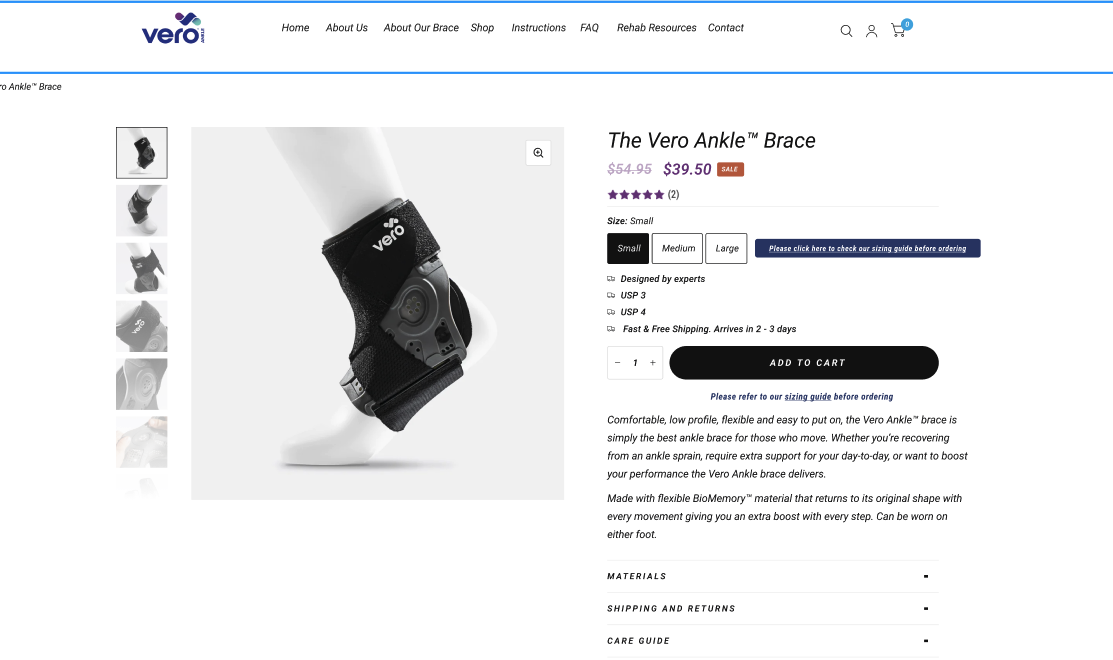 vero ANKLE
Home About Us About Our Brace Shop Instructions FAQ Rehab Resources Contact
0
ro Ankle™ Brace
vero
The Vero Ankle™ Brace
$54.95 $39.50 SALE
(2)
Size: Small
Small Medium Large Please click here to check our sizing guide before ordering
Designed by experts
USP 3
USP 4
Fast & Free Shipping. Arrives in 2 - 3 days
− 1 + ADD TO CART
Please refer to our sizing guide before ordering
Comfortable, low profile, flexible and easy to put on, the Vero Ankle™ brace is
simply the best ankle brace for those who move. Whether you're recovering
from an ankle sprain, require extra support for your day-to-day, or want to boost
your performance the Vero Ankle brace delivers.
Made with flexible BioMemory™ material that returns to its original shape with
every movement giving you an extra boost with every step. Can be worn on
either foot.
MATERIALS
SHIPPING AND RETURNS
CARE GUIDE